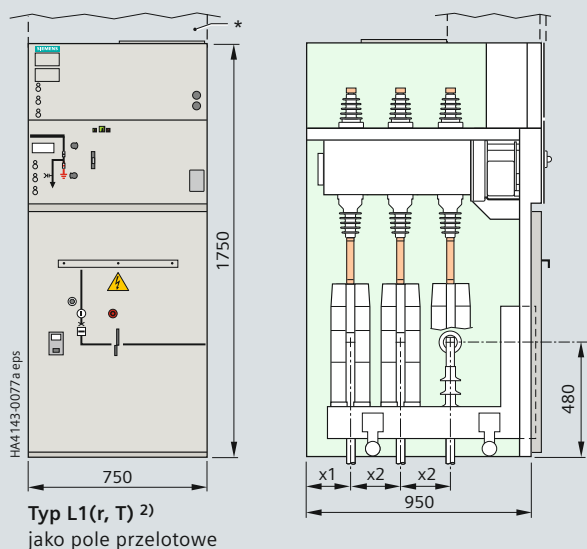 *
SIEMENS
1750
HA4143-0077a eps
480
x1 x2 x2
750
950
Typ L1(r, T) 2)
jako pole przelotowe